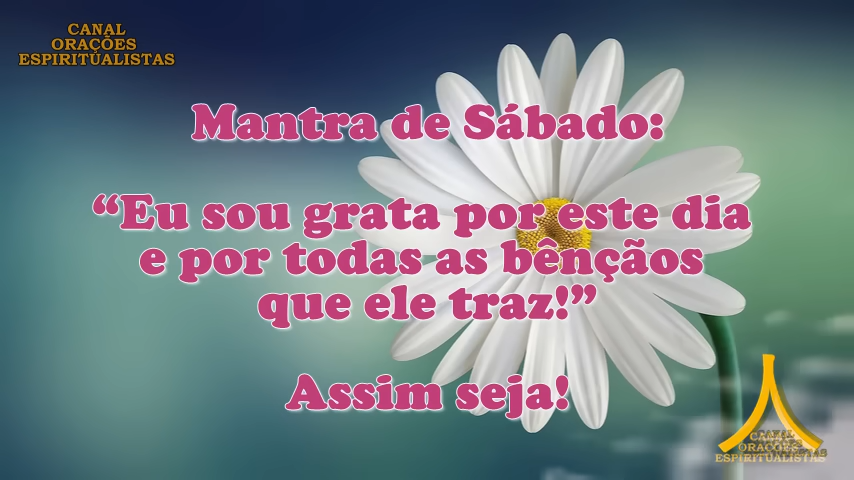 CANAL
ORAÇÕES
ESPIRITUALISTAS
Mantra de Sábado:
“Eu sou grata por este dia
e por todas as bênçãos
que ele traz!”
Assim seja!
CANAL
ORAÇÕES
ESPIRITUALISTAS